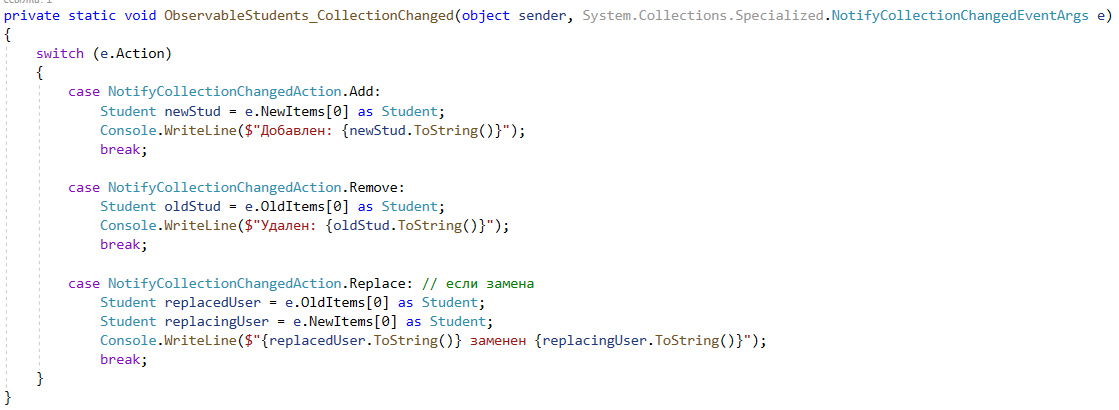 private static void ObservableStudents_CollectionChanged(object sender, System.Collections.Specialized.NotifyCollectionChangedEventArgs e)
{
    switch (e.Action)
    {
        case NotifyCollectionChangedAction.Add:
            Student newStud = e.NewItems[0] as Student;
            Console.WriteLine($"Добавлен: {newStud.ToString()}");
            break;

        case NotifyCollectionChangedAction.Remove:
            Student oldStud = e.OldItems[0] as Student;
            Console.WriteLine($"Удален: {oldStud.ToString()}");
            break;

        case NotifyCollectionChangedAction.Replace: // если замена
            Student replacedUser = e.OldItems[0] as Student;
            Student replacingUser = e.NewItems[0] as Student;
            Console.WriteLine($"{replacedUser.ToString()} заменен {replacingUser.ToString()}");
            break;
    }
}